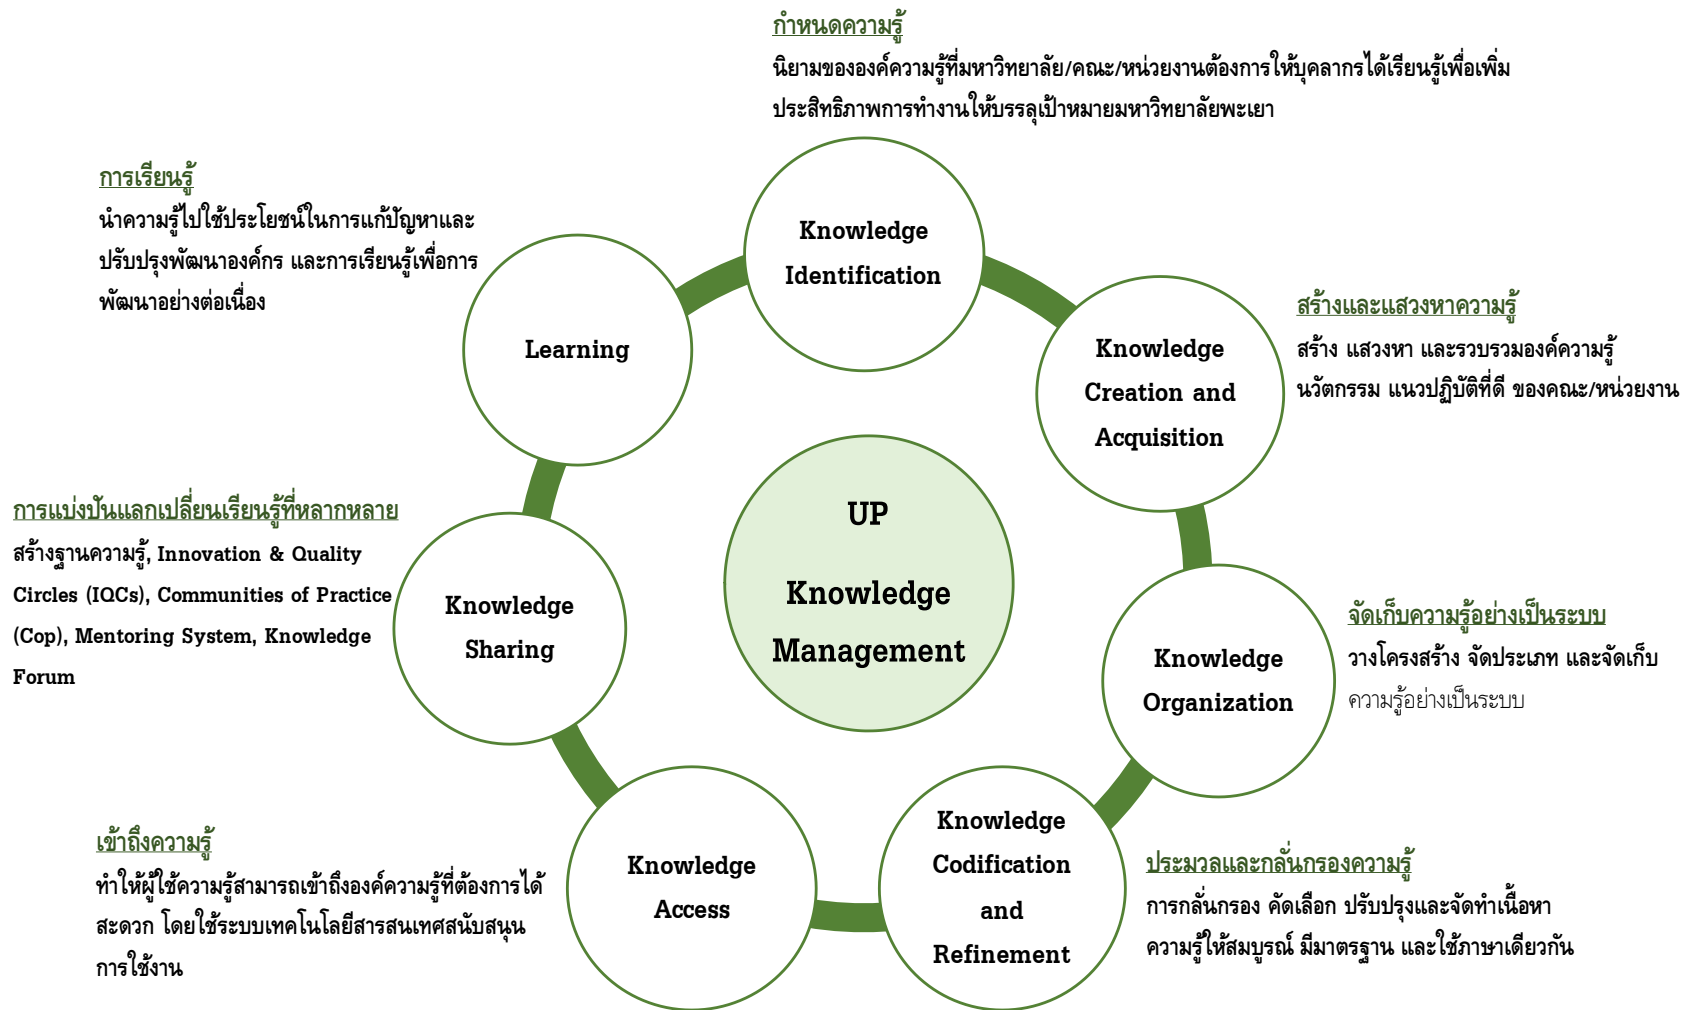 กำหนดความรู้
นิยามขององค์ความรู้ที่มหาวิทยาลัย/คณะ/หน่วยงานต้องการให้บุคลากรได้เรียนรู้เพื่อเพิ่ม
ประสิทธิภาพการทำงานให้บรรลุเป้าหมายมหาวิทยาลัยพะเยา
Knowledge
Identification
สร้างและแสวงหาความรู้
สร้าง แสวงหา และรวบรวมองค์ความรู้
นวัตกรรม แนวปฏิบัติที่ดี ของคณะ/หน่วยงาน
Knowledge
Creation and
Acquisition
จัดเก็บความรู้อย่างเป็นระบบ
วางโครงสร้าง จัดประเภท และจัดเก็บ
ความรู้อย่างเป็นระบบ
Knowledge
Organization
ประมวลและกลั่นกรองความรู้
การกลั่นกรอง คัดเลือก ปรับปรุงและจัดทำเนื้อหา
ความรู้ให้สมบูรณ์ มีมาตรฐาน และใช้ภาษาเดียวกัน
Knowledge
Codification
and
Refinement
เข้าถึงความรู้
ทำให้ผู้ใช้ความรู้สามารถเข้าถึงองค์ความรู้ที่ต้องการได้
สะดวก โดยใช้ระบบเทคโนโลยีสารสนเทศสนับสนุน
การใช้งาน
Knowledge
Access
การแบ่งปันแลกเปลี่ยนเรียนรู้ที่หลากหลาย
สร้างฐานความรู้, Innovation & Quality
Circles (IQCs), Communities of Practice
(Cop), Mentoring System, Knowledge
Forum
Knowledge
Sharing
การเรียนรู้
นำความรู้ไปใช้ประโยชน์ในการแก้ปัญหาและ
ปรับปรุงพัฒนาองค์กร และการเรียนรู้เพื่อการ
พัฒนาอย่างต่อเนื่อง
Learning
UP
Knowledge
Management